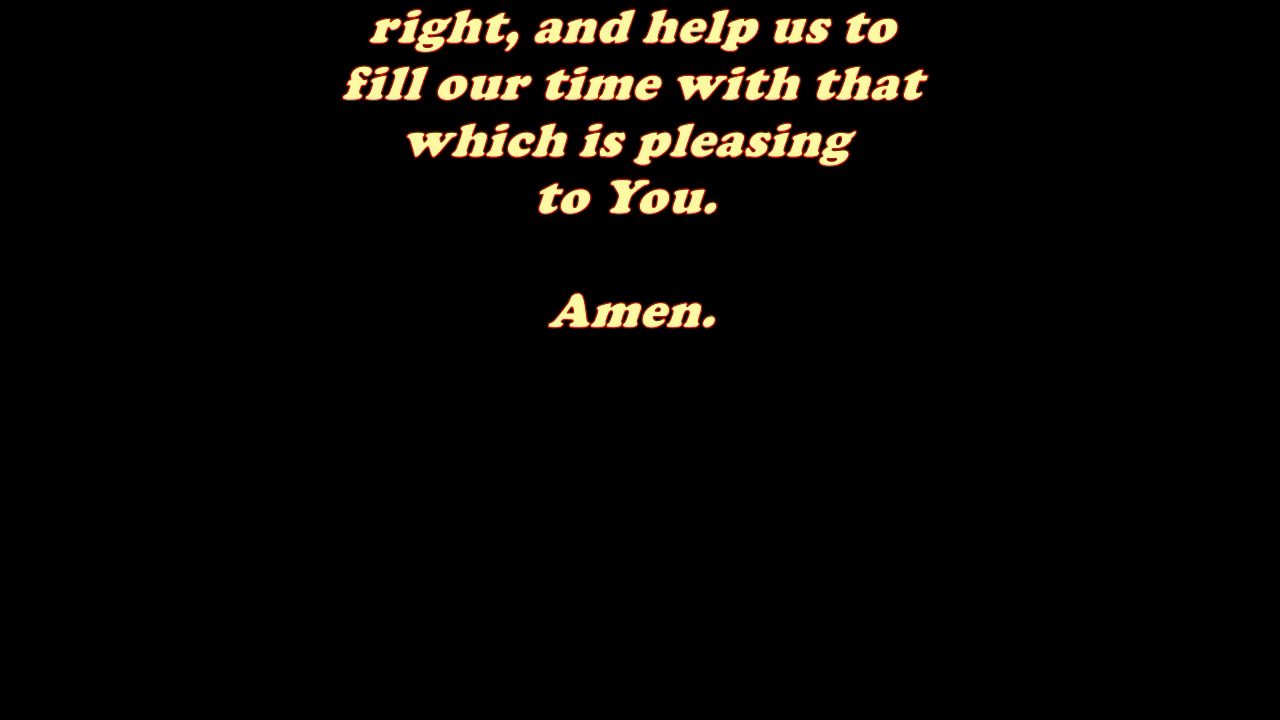 right, and help us to
fill our time with that
which is pleasing
to You.
Amen.